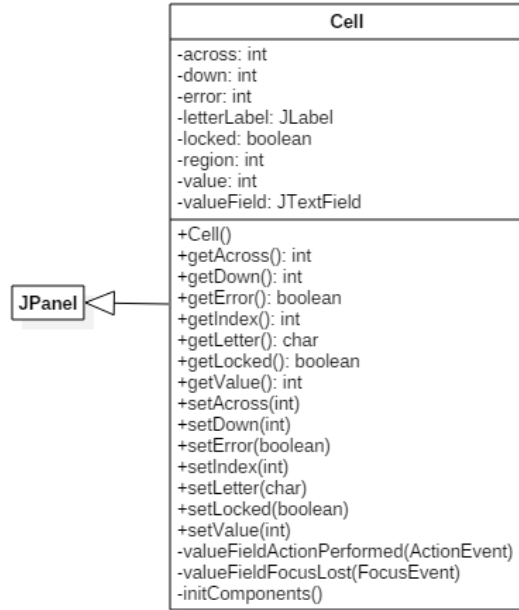 Cell
-across: int
-down: int
-error: int
-letterLabel: JLabel
-locked: boolean
-region: int
-value: int
-valueField: JTextField
+Cell()
+getAcross(): int
+getDown(): int
+getError(): boolean
+getIndex(): int
+getLetter(): char
+getLocked(): boolean
+getValue(): int
+setAcross(int)
+setDown(int)
+setError(boolean)
+setIndex(int)
+setLetter(char)
+setLocked(boolean)
+setValue(int)
-valueFieldActionPerformed(ActionEvent)
-valueFieldFocusLost(FocusEvent)
-initComponents()
JPanel